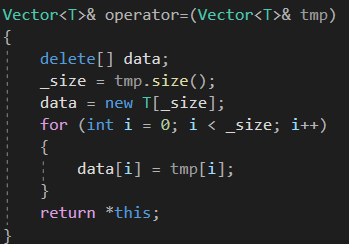 Vector<T>& operator=(Vector<T>& tmp)
{
    delete[] data;
    _size = tmp.size();
    data = new T[_size];
    for (int i = 0; i < _size; i++)
    {
        data[i] = tmp[i];
    }
    return *this;
}